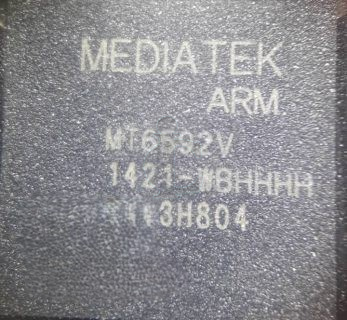 MEDIATEK
ARM
MT6592V
1421-WBHHHH
3H804